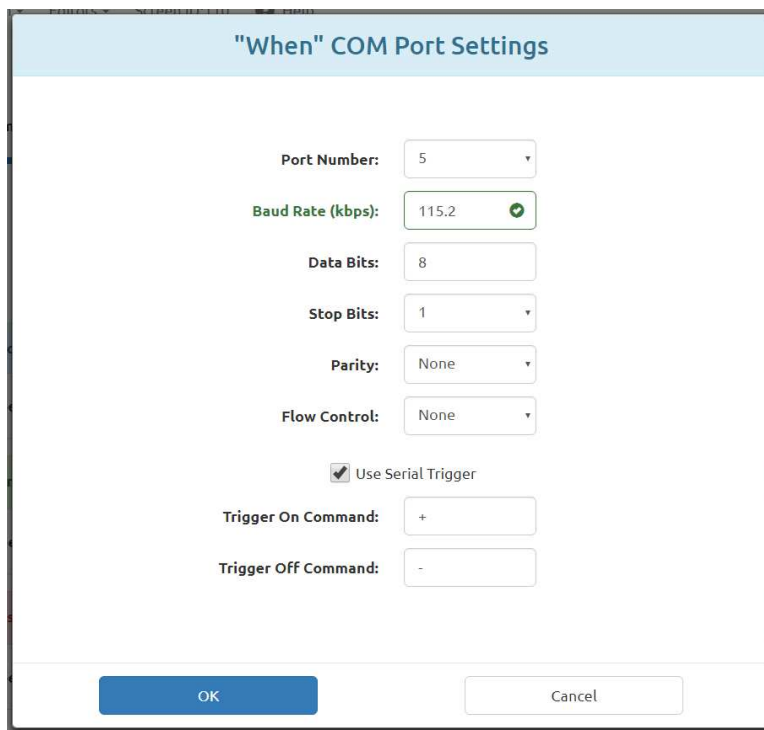 "When" COM Port Settings
Port Number: 5
Baud Rate (kbps): 115.2
Data Bits: 8
Stop Bits: 1
Parity: None
Flow Control: None
Use Serial Trigger
Trigger On Command: +
Trigger Off Command: -
OK Cancel